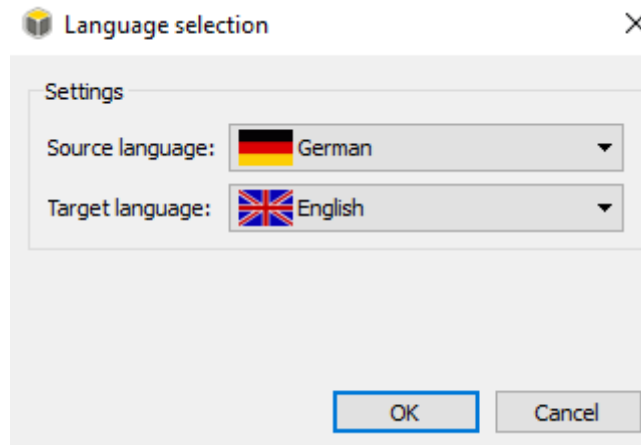 Language selection
Settings
Source language: German
Target language: English
OK Cancel